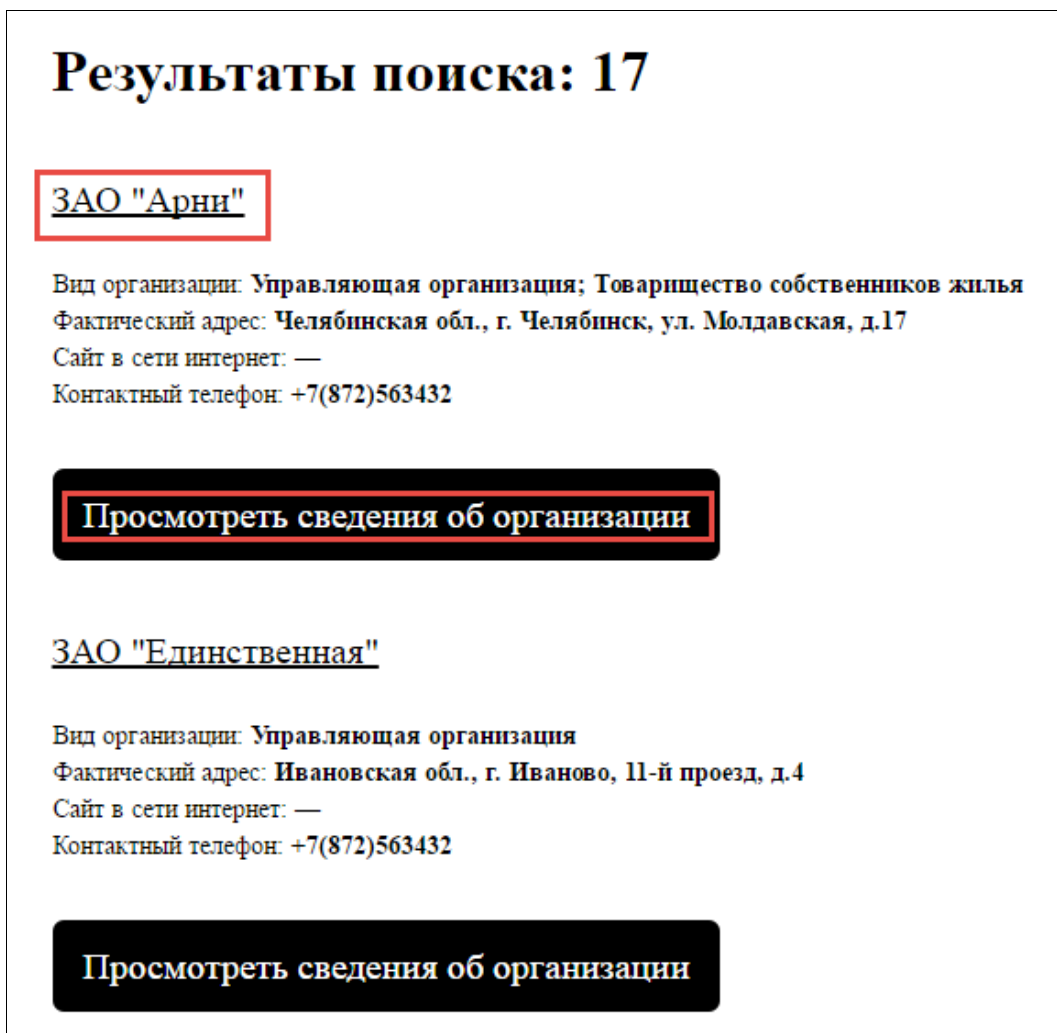 Результаты поиска: 17
ЗАО "Арни"
Вид организации: Управляющая организация; Товарищество собственников жилья
Фактический адрес: Челябинская обл., г. Челябинск, ул. Молдавская, д.17
Сайт в сети интернет: —
Контактный телефон: +7(872)563432
Просмотреть сведения об организации
ЗАО "Единственная"
Вид организации: Управляющая организация
Фактический адрес: Ивановская обл., г. Иваново, 11-й проезд, д.4
Сайт в сети интернет: —
Контактный телефон: +7(872)563432
Просмотреть сведения об организации